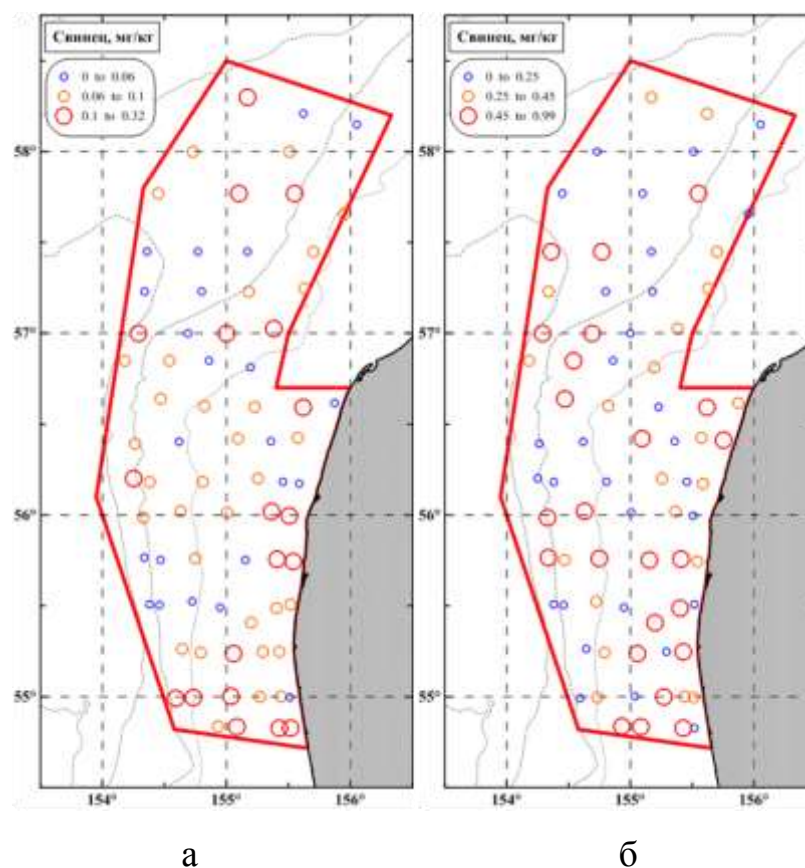 Свинец, мг/кг
0 to 0.06
0.06 to 0.1
0.1 to 0.32
58°
57°
56°
55°
154°
155°
156°
а
Свинец, мг/кг
0 to 0.25
0.25 to 0.45
0.45 to 0.99
58°
57°
56°
55°
154°
155°
156°
б